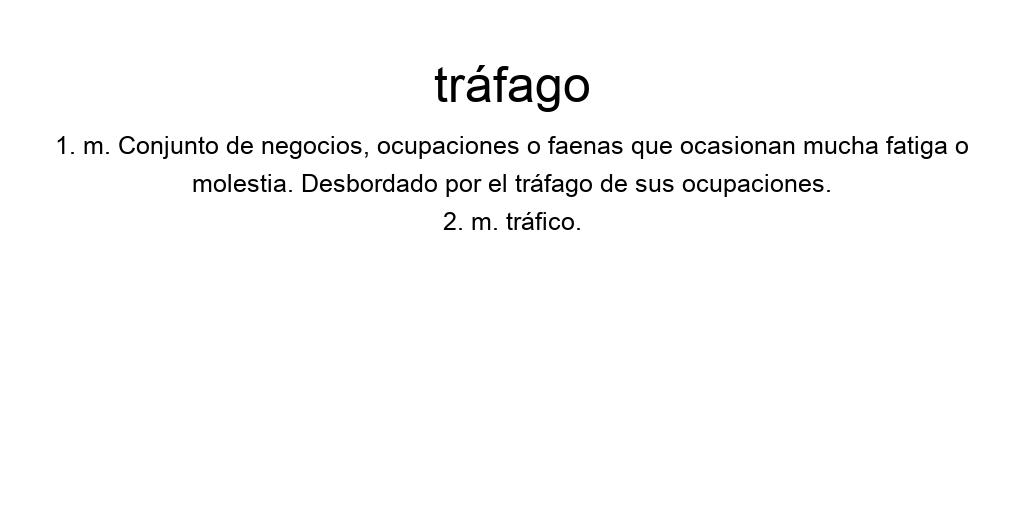 tráfago
1. m. Conjunto de negocios, ocupaciones o faenas que ocasionan mucha fatiga o
molestia. Desbordado por el tráfago de sus ocupaciones.
2. m. tráfico.